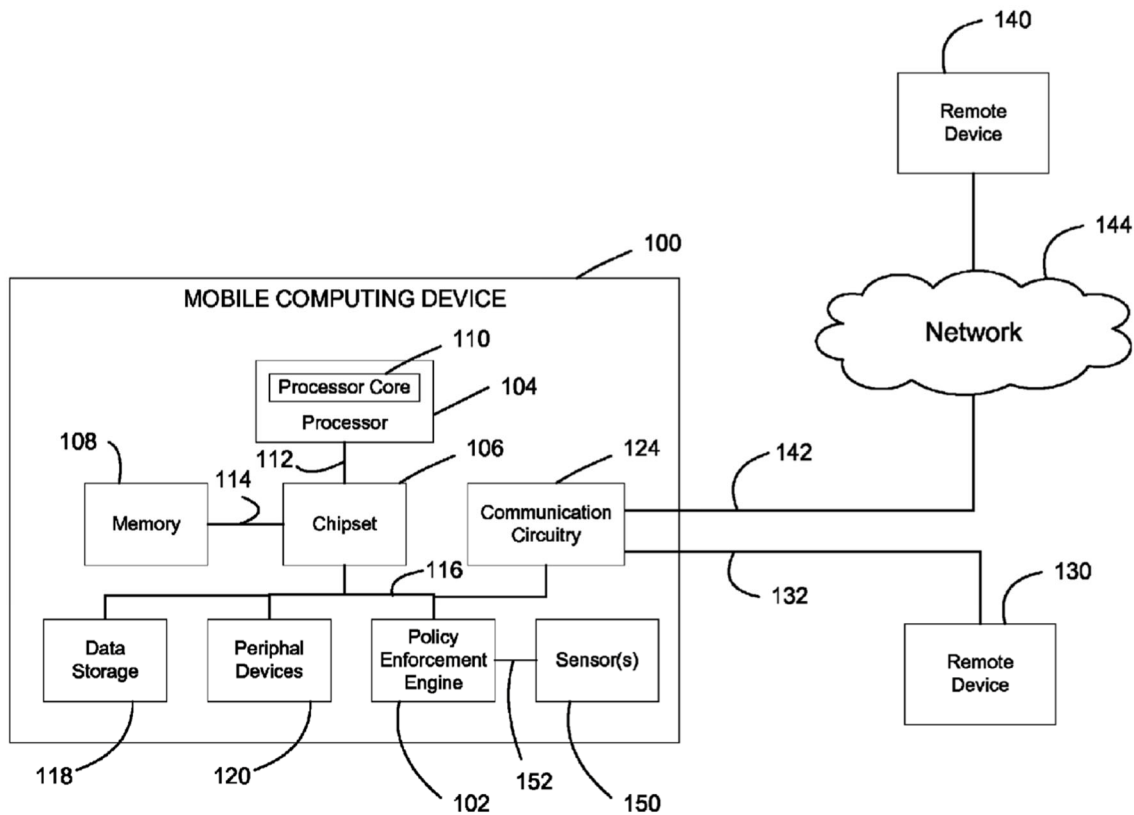 140
Remote
Device
144
Network
100
MOBILE COMPUTING DEVICE
110
Processor Core
104
Processor
108
112
106
124
142
114
Memory
Chipset
Communication
Circuitry
116
132
130
Data
Storage
Periphal
Devices
Policy
Enforcement
Engine
Sensor(s)
Remote
Device
118
120
102
152
150